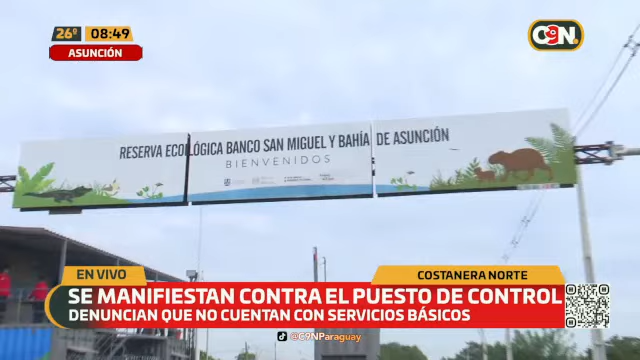 26° 08:49
ASUNCIÓN
C9N
RESERVA ECOLÓGICA BANCO SAN MIGUEL Y BAHÍA DE ASUNCIÓN
BIENVENIDOS
EN VIVO
COSTANERA NORTE
SE MANIFIESTAN CONTRA EL PUESTO DE CONTROL
DENUNCIAN QUE NO CUENTAN CON SERVICIOS BÁSICOS
@C9NParaguay